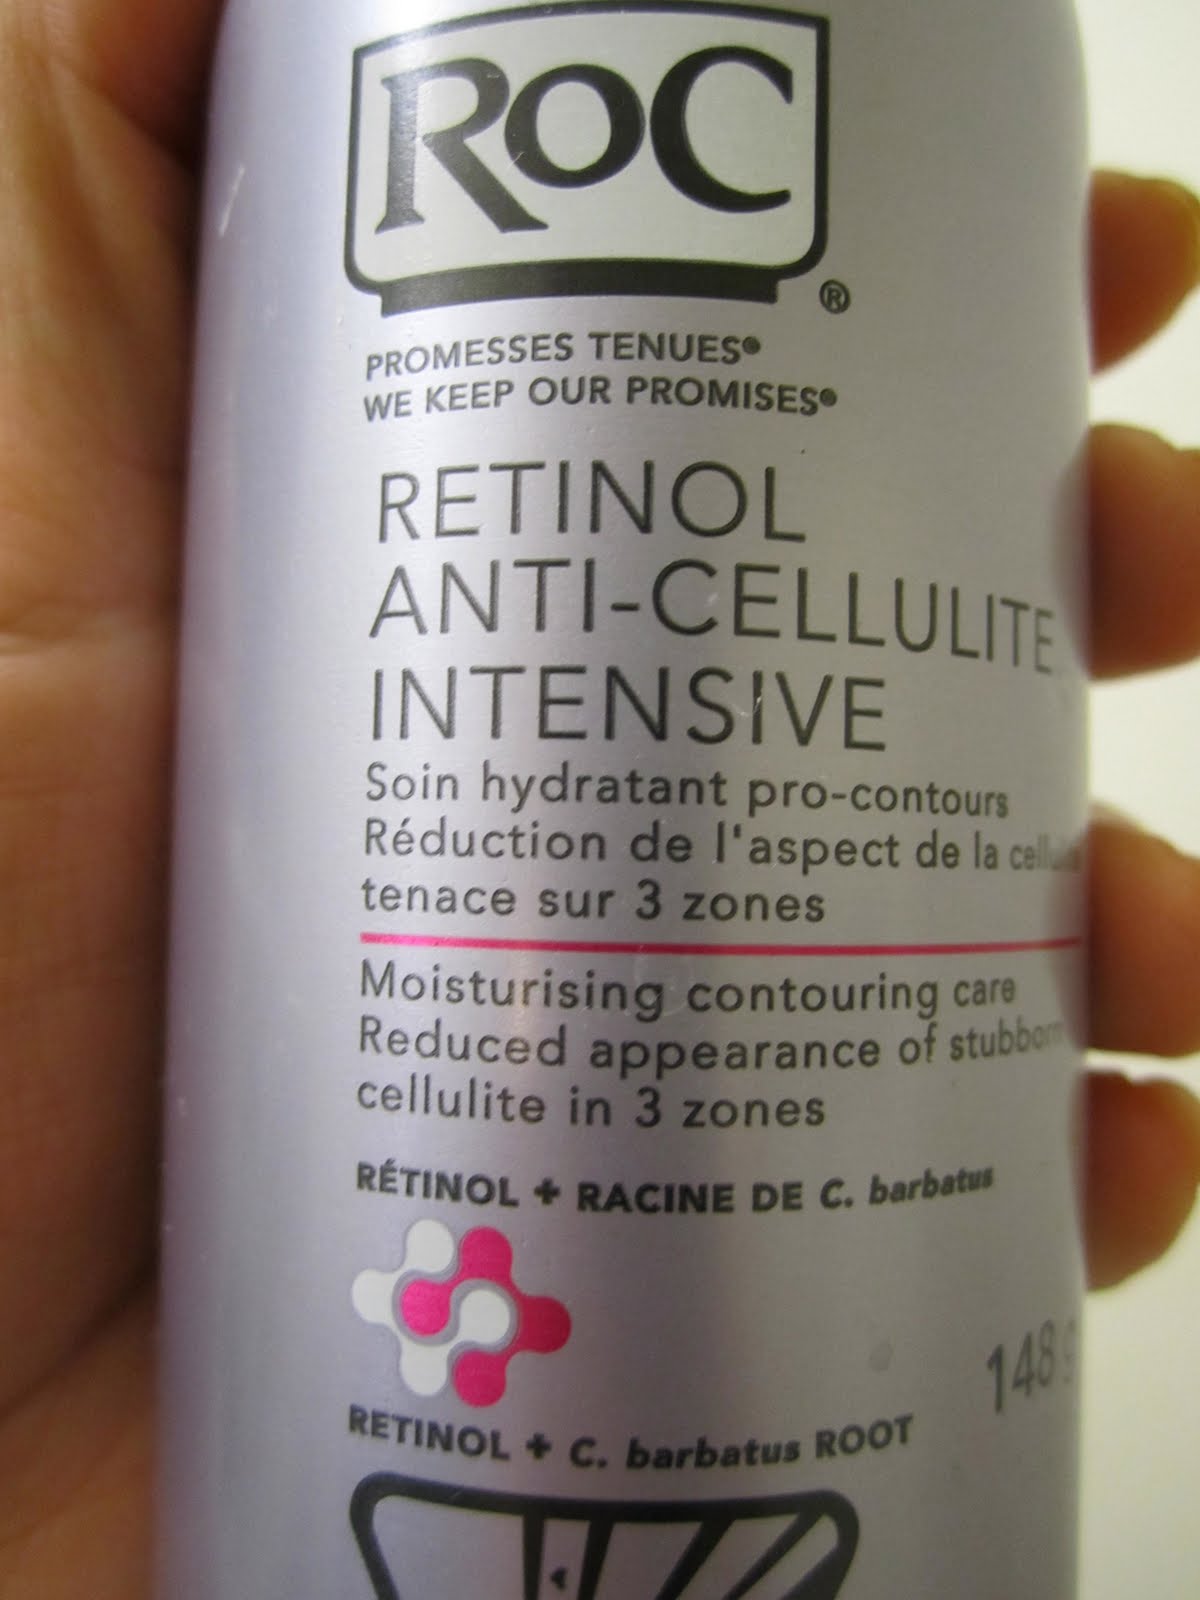 RoC®
PROMESSES TENUES®
WE KEEP OUR PROMISES®
RETINOL
ANTI-CELLULITE
INTENSIVE
Soin hydratant pro-contours
Réduction de l'aspect de la
tenace sur 3 zones
Moisturising contouring care
Reduced appearance of stubborn
cellulite in 3 zones
RÉTINOL + RACINE DE C. barbatus
148 g
RETINOL + C. barbatus ROOT